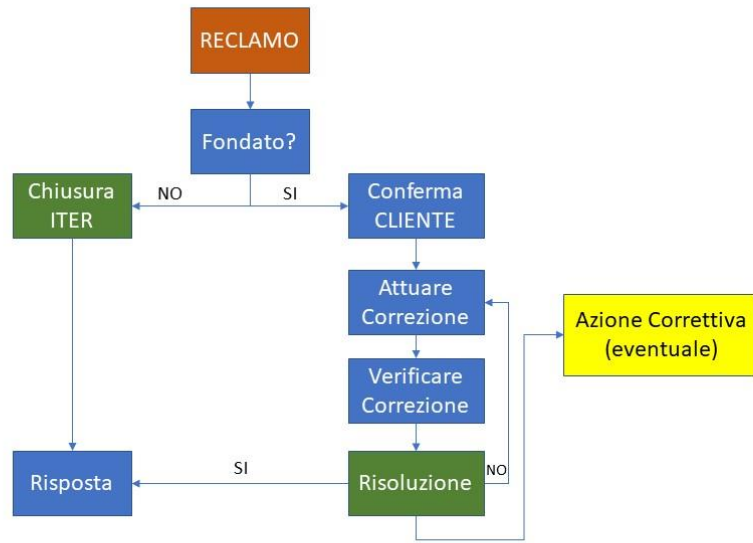 RECLAMO
Fondato?
NO
SI
Chiusura
ITER
Conferma
CLIENTE
Attuare
Correzione
Azione Correttiva
(eventuale)
Verificare
Correzione
Risposta
SI
Risoluzione
NO